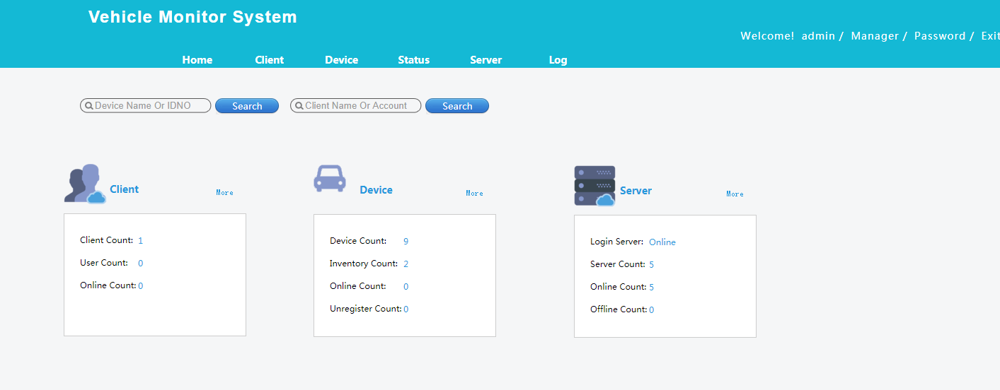 Vehicle Monitor System
Welcome! admin / Manager / Password / Exit
Home Client Device Status Server Log
Device Name Or IDNO Search Client Name Or Account Search
Client More
Device More
Server More
Client Count: 1
User Count: 0
Online Count: 0
Device Count: 9
Inventory Count: 2
Online Count: 0
Unregister Count: 0
Login Server: Online
Server Count: 5
Online Count: 5
Offline Count: 0